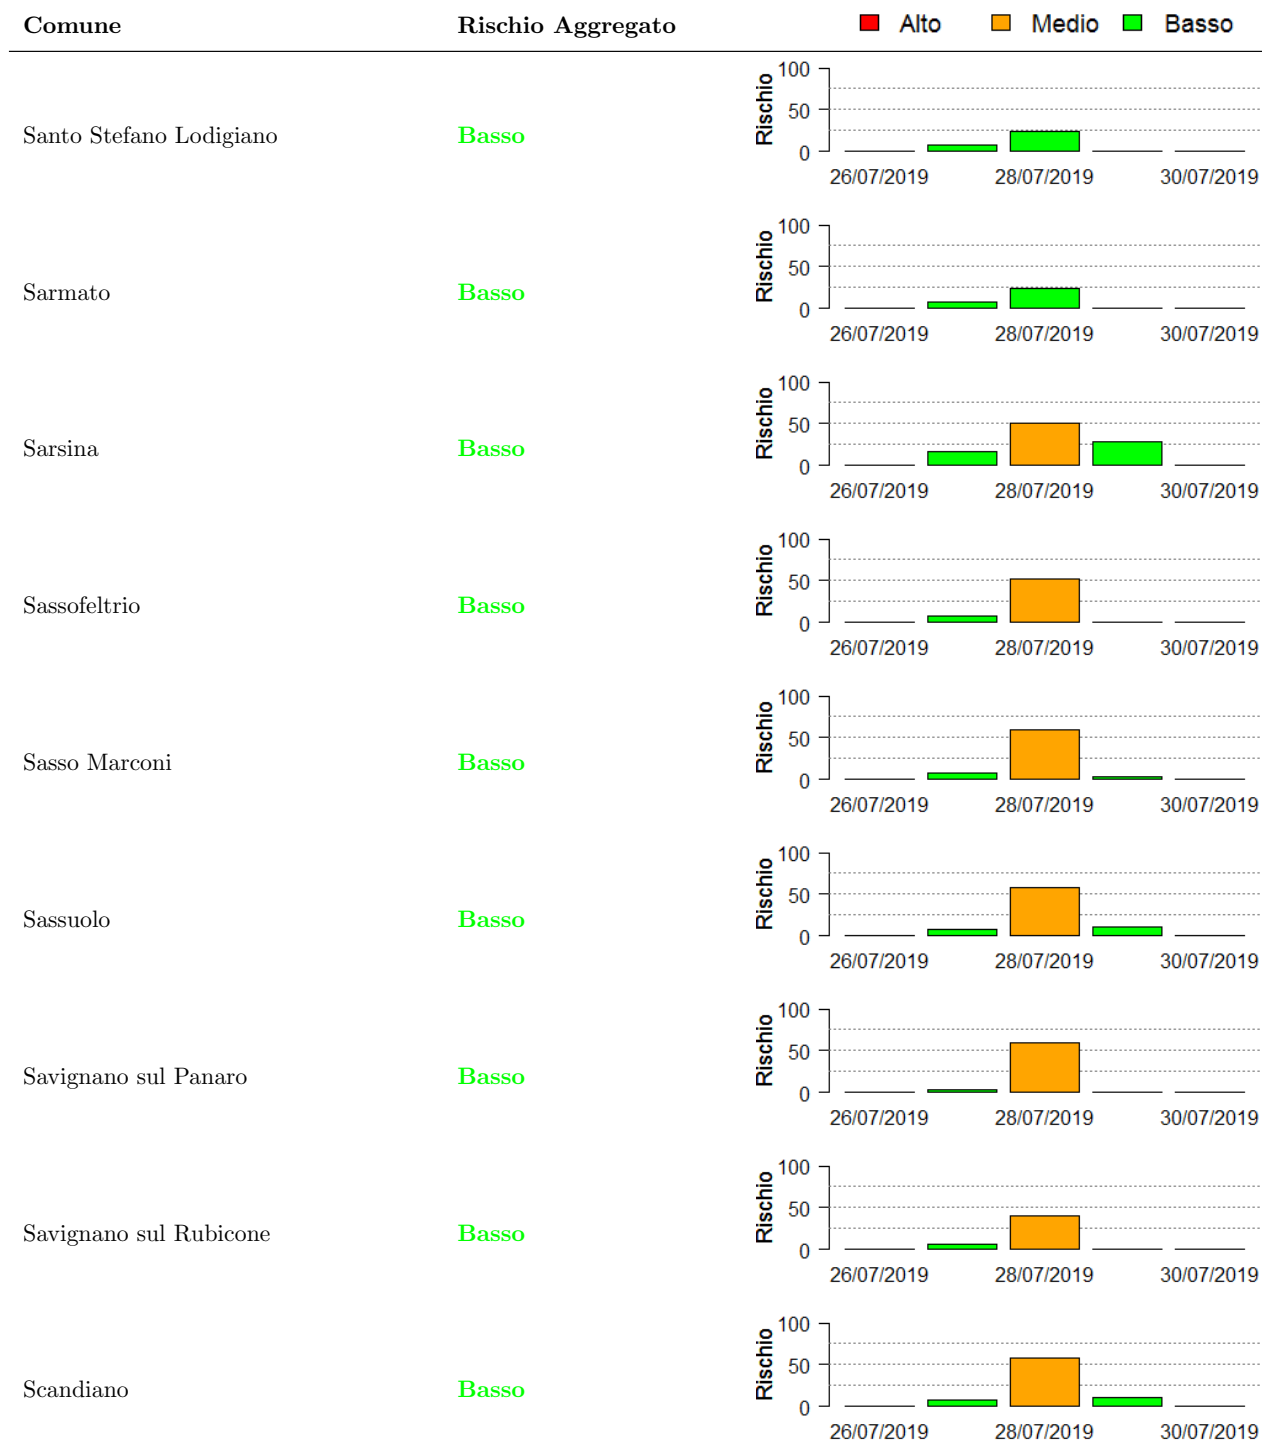 Comune Rischio Aggregato Alto Medio Basso
100
50
0
Rischio
Santo Stefano Lodigiano Basso
26/07/2019 28/07/2019 30/07/2019
100
50
0
Rischio
Sarmato Basso
26/07/2019 28/07/2019 30/07/2019
100
50
0
Rischio
Sarsina Basso
26/07/2019 28/07/2019 30/07/2019
100
50
0
Rischio
Sassofeltrio Basso
26/07/2019 28/07/2019 30/07/2019
100
50
0
Rischio
Sasso Marconi Basso
26/07/2019 28/07/2019 30/07/2019
100
50
0
Rischio
Sassuolo Basso
26/07/2019 28/07/2019 30/07/2019
100
50
0
Rischio
Savignano sul Panaro Basso
26/07/2019 28/07/2019 30/07/2019
100
50
0
Rischio
Savignano sul Rubicone Basso
26/07/2019 28/07/2019 30/07/2019
100
50
0
Rischio
Scandiano Basso
26/07/2019 28/07/2019 30/07/2019